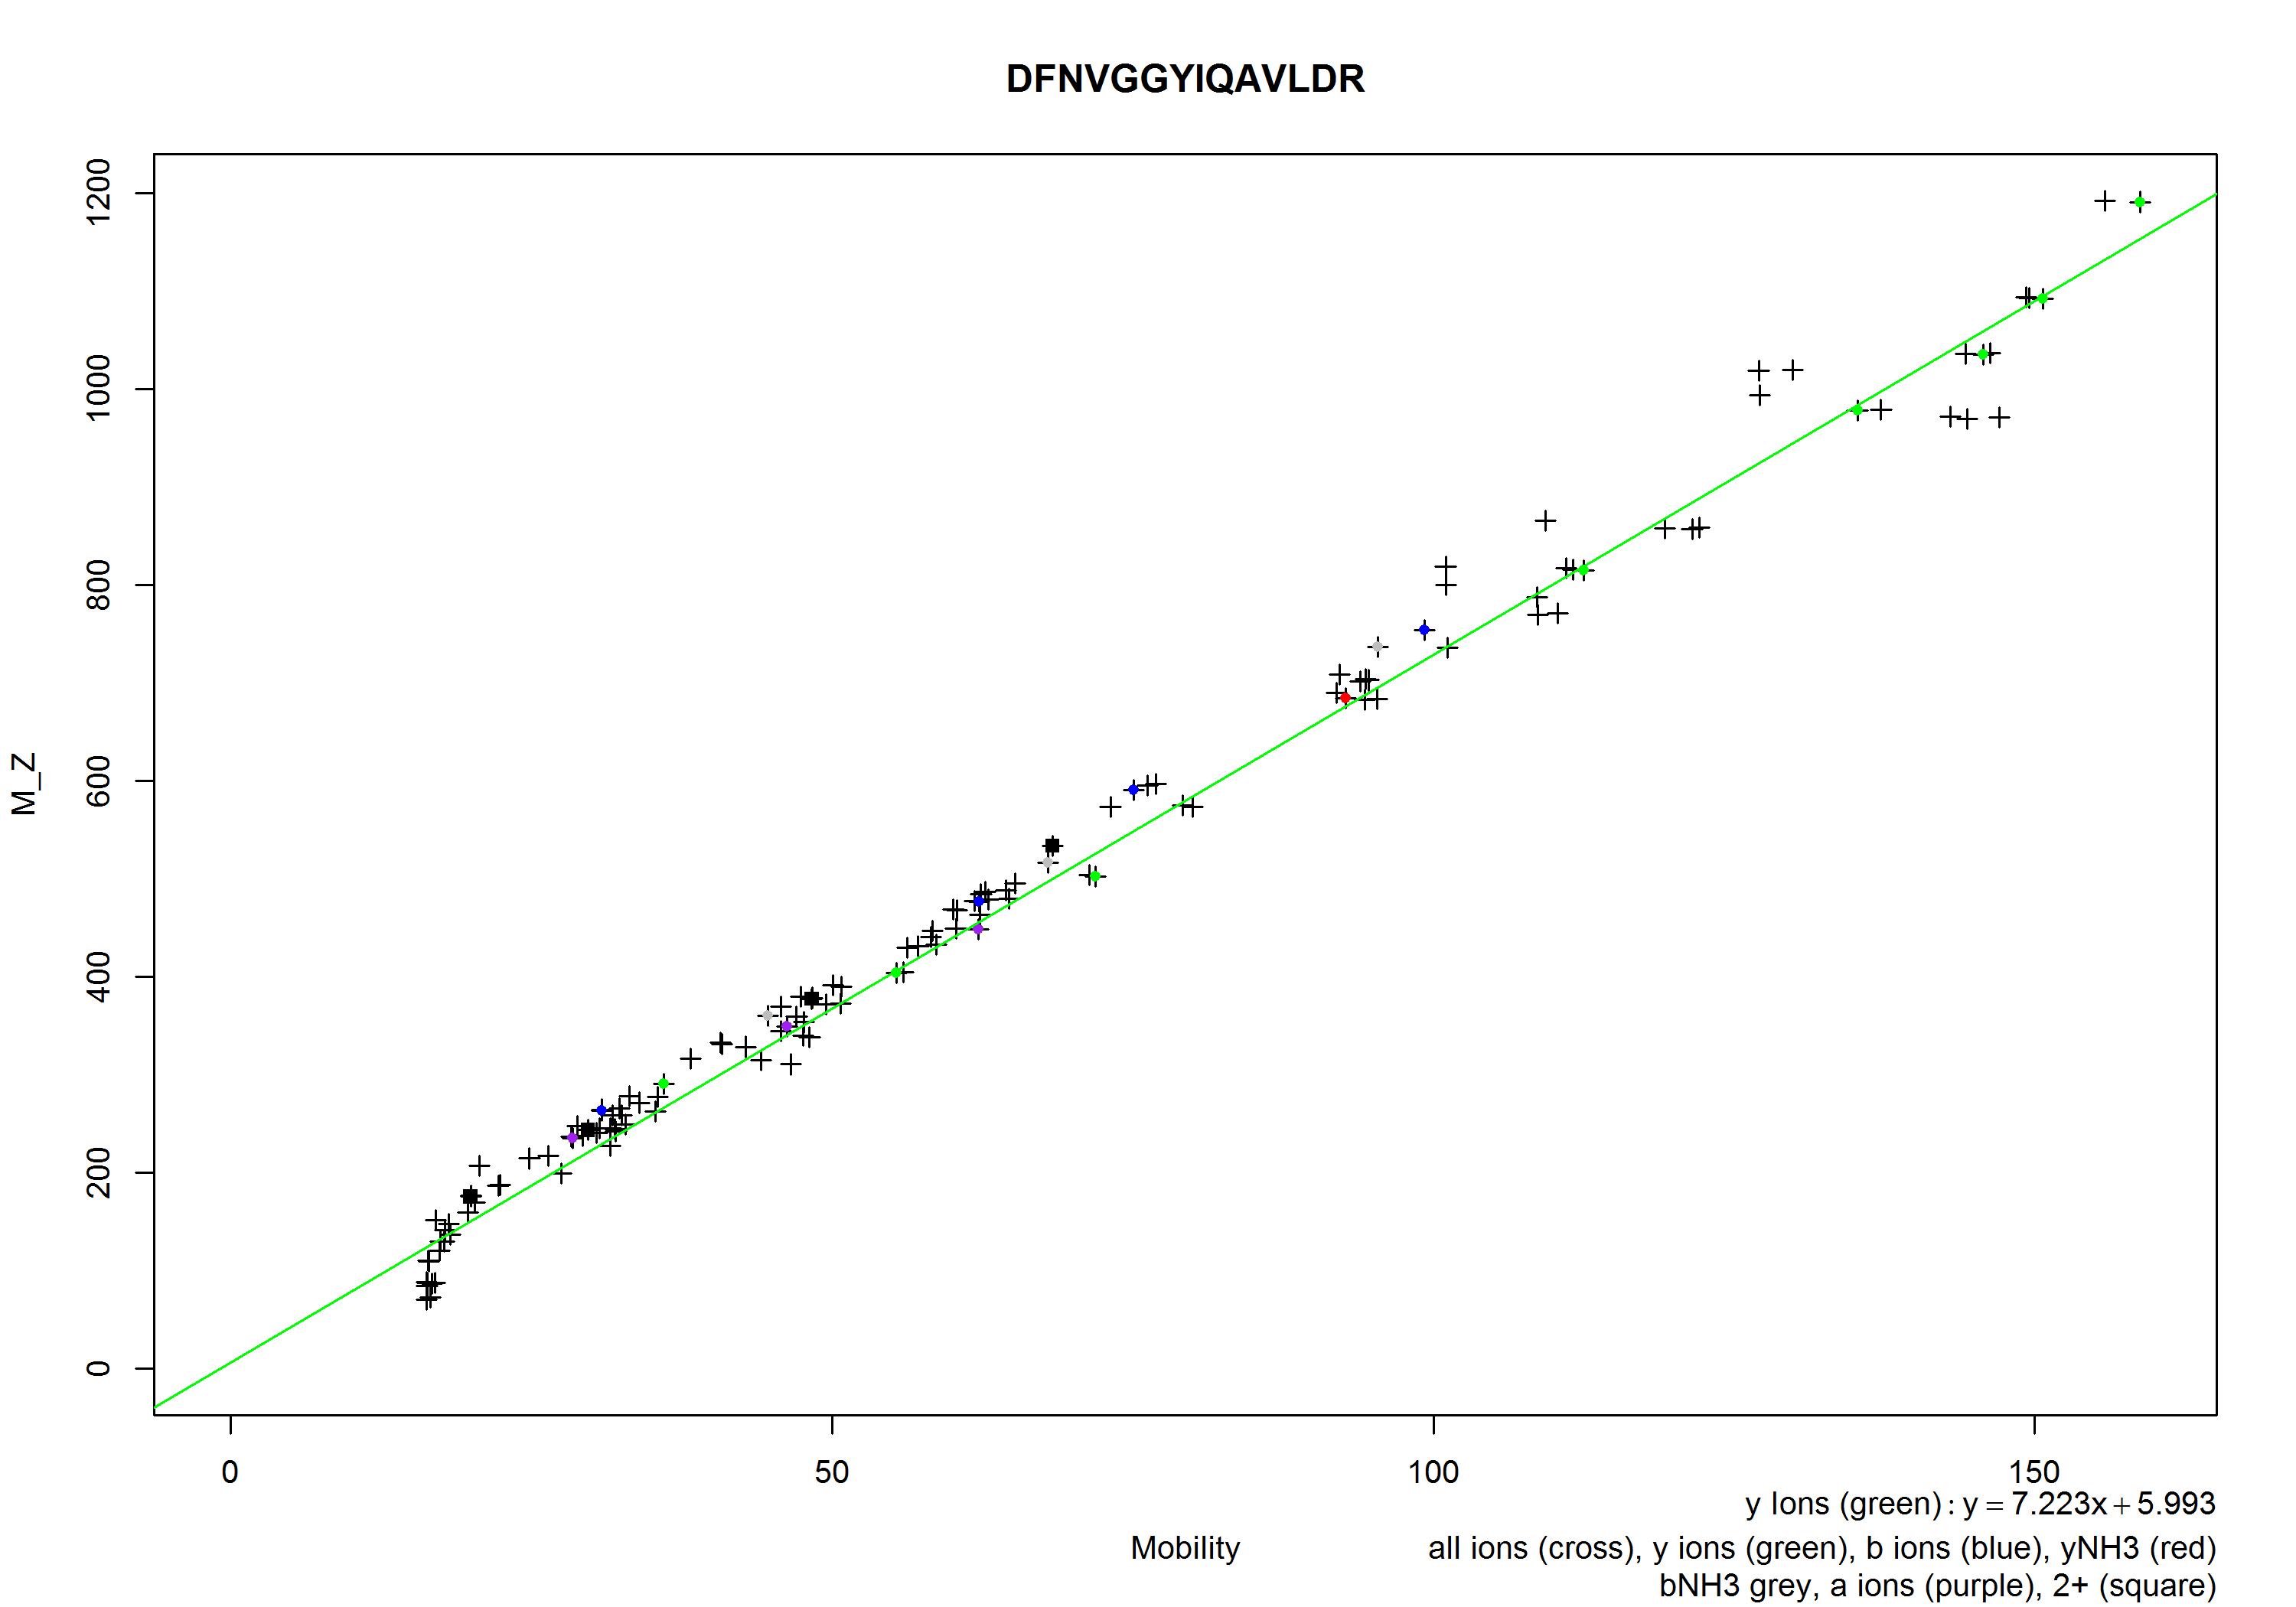 DFNVGGYIQAVLDR
1200
1000
800
600
400
200
0
M_Z
0 50 100 150
y Ions (green) : y = 7.223x + 5.993
Mobility all ions (cross), y ions (green), b ions (blue), yNH3 (red)
bNH3 grey, a ions (purple), 2+ (square)